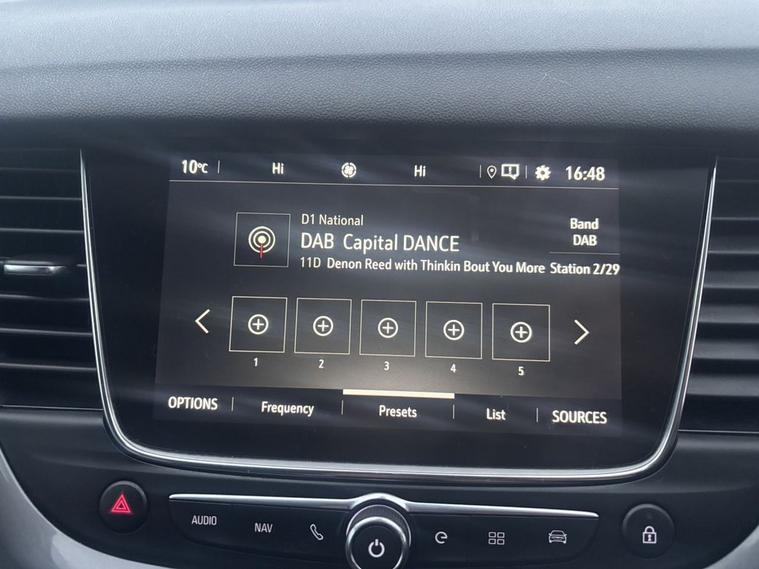 10°C Hi Hi 16:48
D1 National
DAB Capital DANCE
11D Denon Reed with Thinkin Bout You More
Band
DAB
Station 2/29
1 2 3 4 5
OPTIONS Frequency Presets List SOURCES
AUDIO NAV